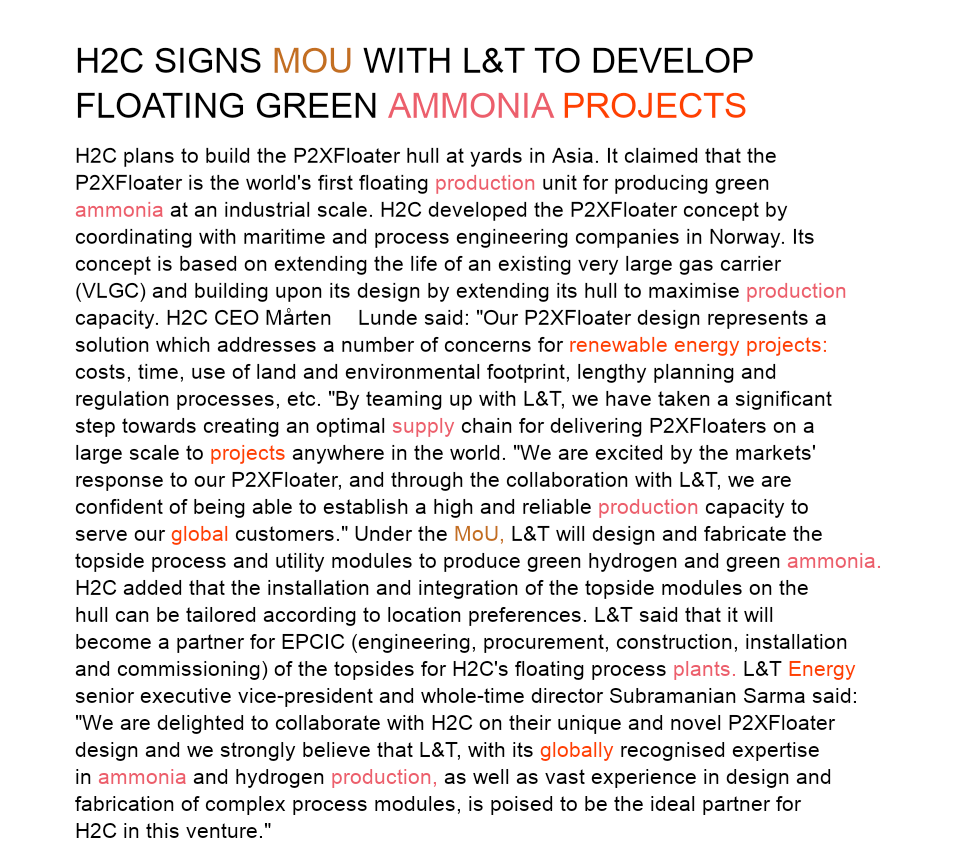 H2C SIGNS MOU WITH L&T TO DEVELOP
FLOATING GREEN AMMONIA PROJECTS
H2C plans to build the P2XFloater hull at yards in Asia. It claimed that the
P2XFloater is the world's first floating production unit for producing green
ammonia at an industrial scale. H2C developed the P2XFloater concept by
coordinating with maritime and process engineering companies in Norway. Its
concept is based on extending the life of an existing very large gas carrier
(VLGC) and building upon its design by extending its hull to maximise production
capacity. H2C CEO Mårten Lunde said: "Our P2XFloater design represents a
solution which addresses a number of concerns for renewable energy projects:
costs, time, use of land and environmental footprint, lengthy planning and
regulation processes, etc. "By teaming up with L&T, we have taken a significant
step towards creating an optimal supply chain for delivering P2XFloaters on a
large scale to projects anywhere in the world. "We are excited by the markets'
response to our P2XFloater, and through the collaboration with L&T, we are
confident of being able to establish a high and reliable production capacity to
serve our global customers." Under the MoU, L&T will design and fabricate the
topside process and utility modules to produce green hydrogen and green ammonia.
H2C added that the installation and integration of the topside modules on the
hull can be tailored according to location preferences. L&T said that it will
become a partner for EPCIC (engineering, procurement, construction, installation
and commissioning) of the topsides for H2C's floating process plants. L&T Energy
senior executive vice-president and whole-time director Subramanian Sarma said:
"We are delighted to collaborate with H2C on their unique and novel P2XFloater
design and we strongly believe that L&T, with its globally recognised expertise
in ammonia and hydrogen production, as well as vast experience in design and
fabrication of complex process modules, is poised to be the ideal partner for
H2C in this venture."